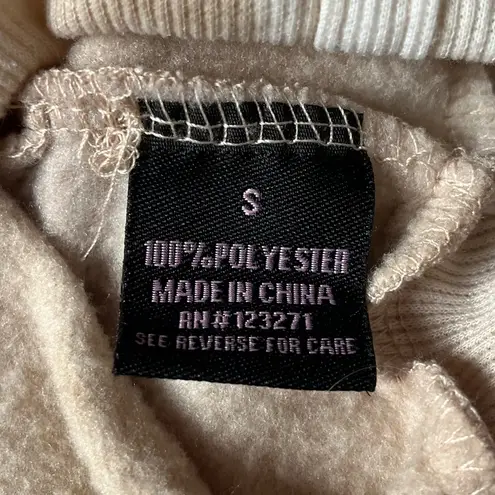 S
100% POLYESTER
MADE IN CHINA
RN# 123271
SEE REVERSE FOR CARE